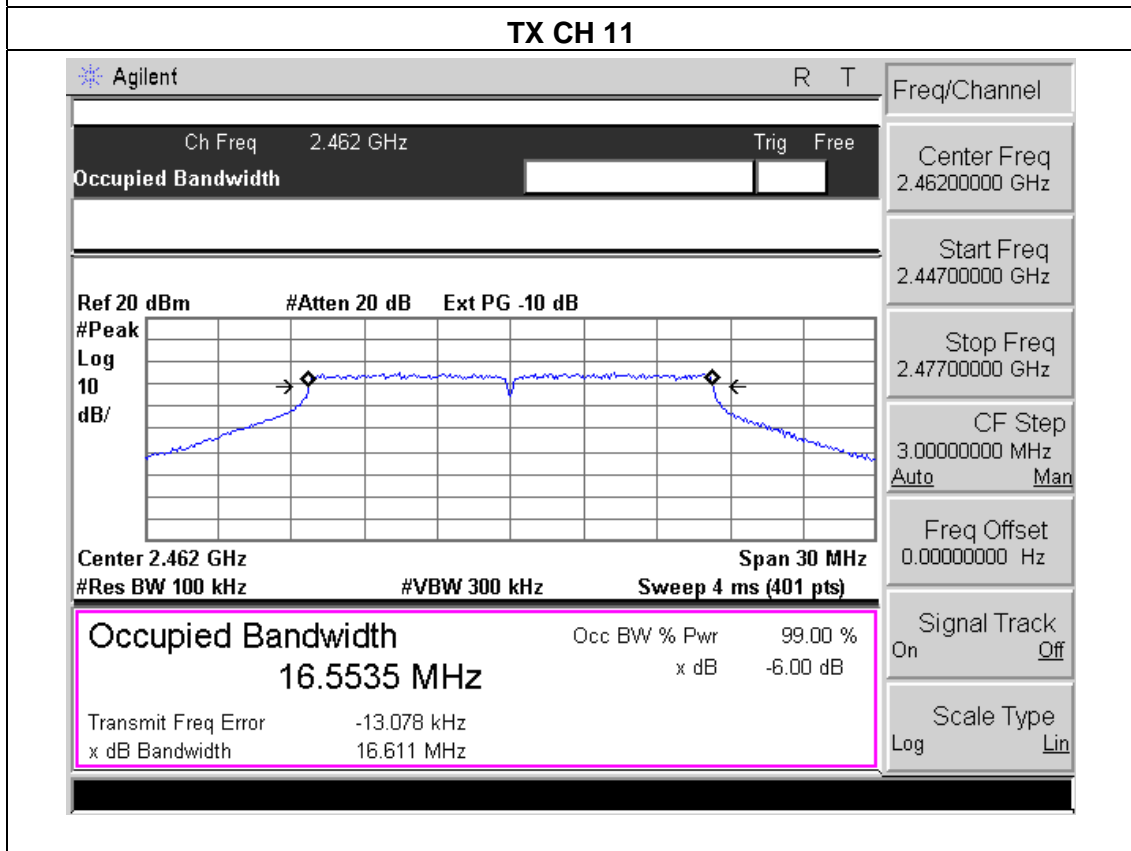 TX CH 11
Agilent R T
Freq/Channel
Ch Freq 2.462 GHz Trig Free
Occupied Bandwidth
Center Freq
2.46200000 GHz
Start Freq
2.44700000 GHz
Ref 20 dBm #Atten 20 dB Ext PG -10 dB
#Peak
Log
10
dB/
Stop Freq
2.47700000 GHz
CF Step
3.00000000 MHz
Auto Man
Center 2.462 GHz Span 30 MHz
#Res BW 100 kHz #VBW 300 kHz Sweep 4 ms (401 pts)
Freq Offset
0.00000000 Hz
Occupied Bandwidth Occ BW % Pwr 99.00 %
16.5535 MHz x dB -6.00 dB
Transmit Freq Error -13.078 kHz
x dB Bandwidth 16.611 MHz
Signal Track
On Off
Scale Type
Log Lin